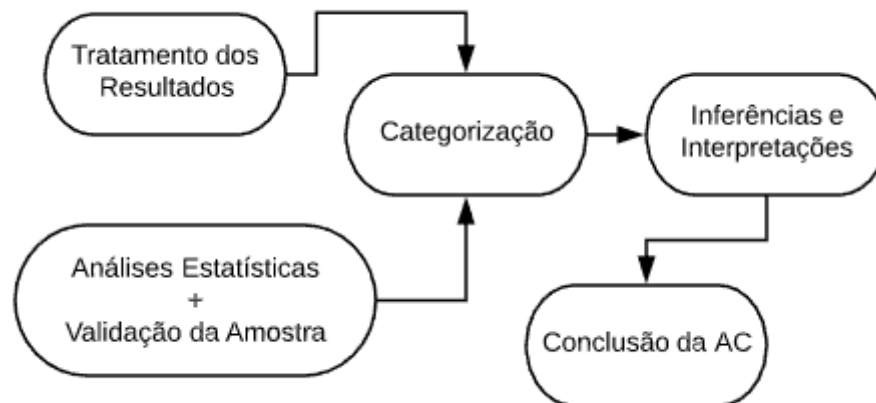 Tratamento dos
Resultados
Categorização
Inferências e
Interpretações
Análises Estatísticas
+
Validação da Amostra
Conclusão da AC